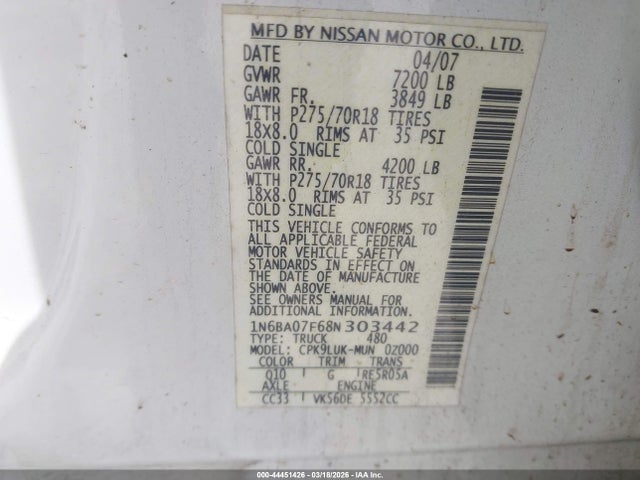 MFD BY NISSAN MOTOR CO., LTD.
DATE 04/07
GVWR 7200 LB
GAWR FR. 3849 LB
WITH P275/70R18 TIRES
18X8.0 RIMS AT 35 PSI
COLD SINGLE
GAWR RR. 4200 LB
WITH P275/70R18 TIRES
18X8.0 RIMS AT 35 PSI
COLD SINGLE
THIS VEHICLE CONFORMS TO
ALL APPLICABLE FEDERAL
MOTOR VEHICLE SAFETY
STANDARDS IN EFFECT ON
THE DATE OF MANUFACTURE
SHOWN ABOVE.
SEE OWNERS MANUAL FOR
ADDITIONAL INFORMATION
1N6BA07F68N303442
TYPE: TRUCK 480
MODEL: CPK9LUK-MUN 0Z000
COLOR TRIM TRANS
Q10 G RE5R05A
AXLE ENGINE
CC33 VK56DE 5552CC
000-44451426 | 03/18/2026 | IAA Inc.